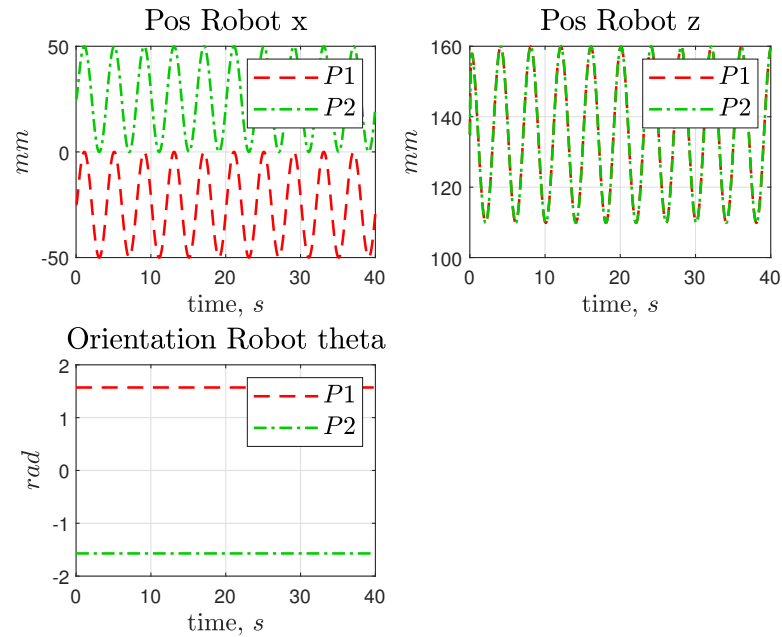 Pos Robot x
50
0
-50
mm
P1
P2
0 10 20 30 40
time, s
Pos Robot z
160
140
120
100
mm
P1
P2
0 10 20 30 40
time, s
Orientation Robot theta
2
1
0
-1
-2
rad
P1
P2
0 10 20 30 40
time, s